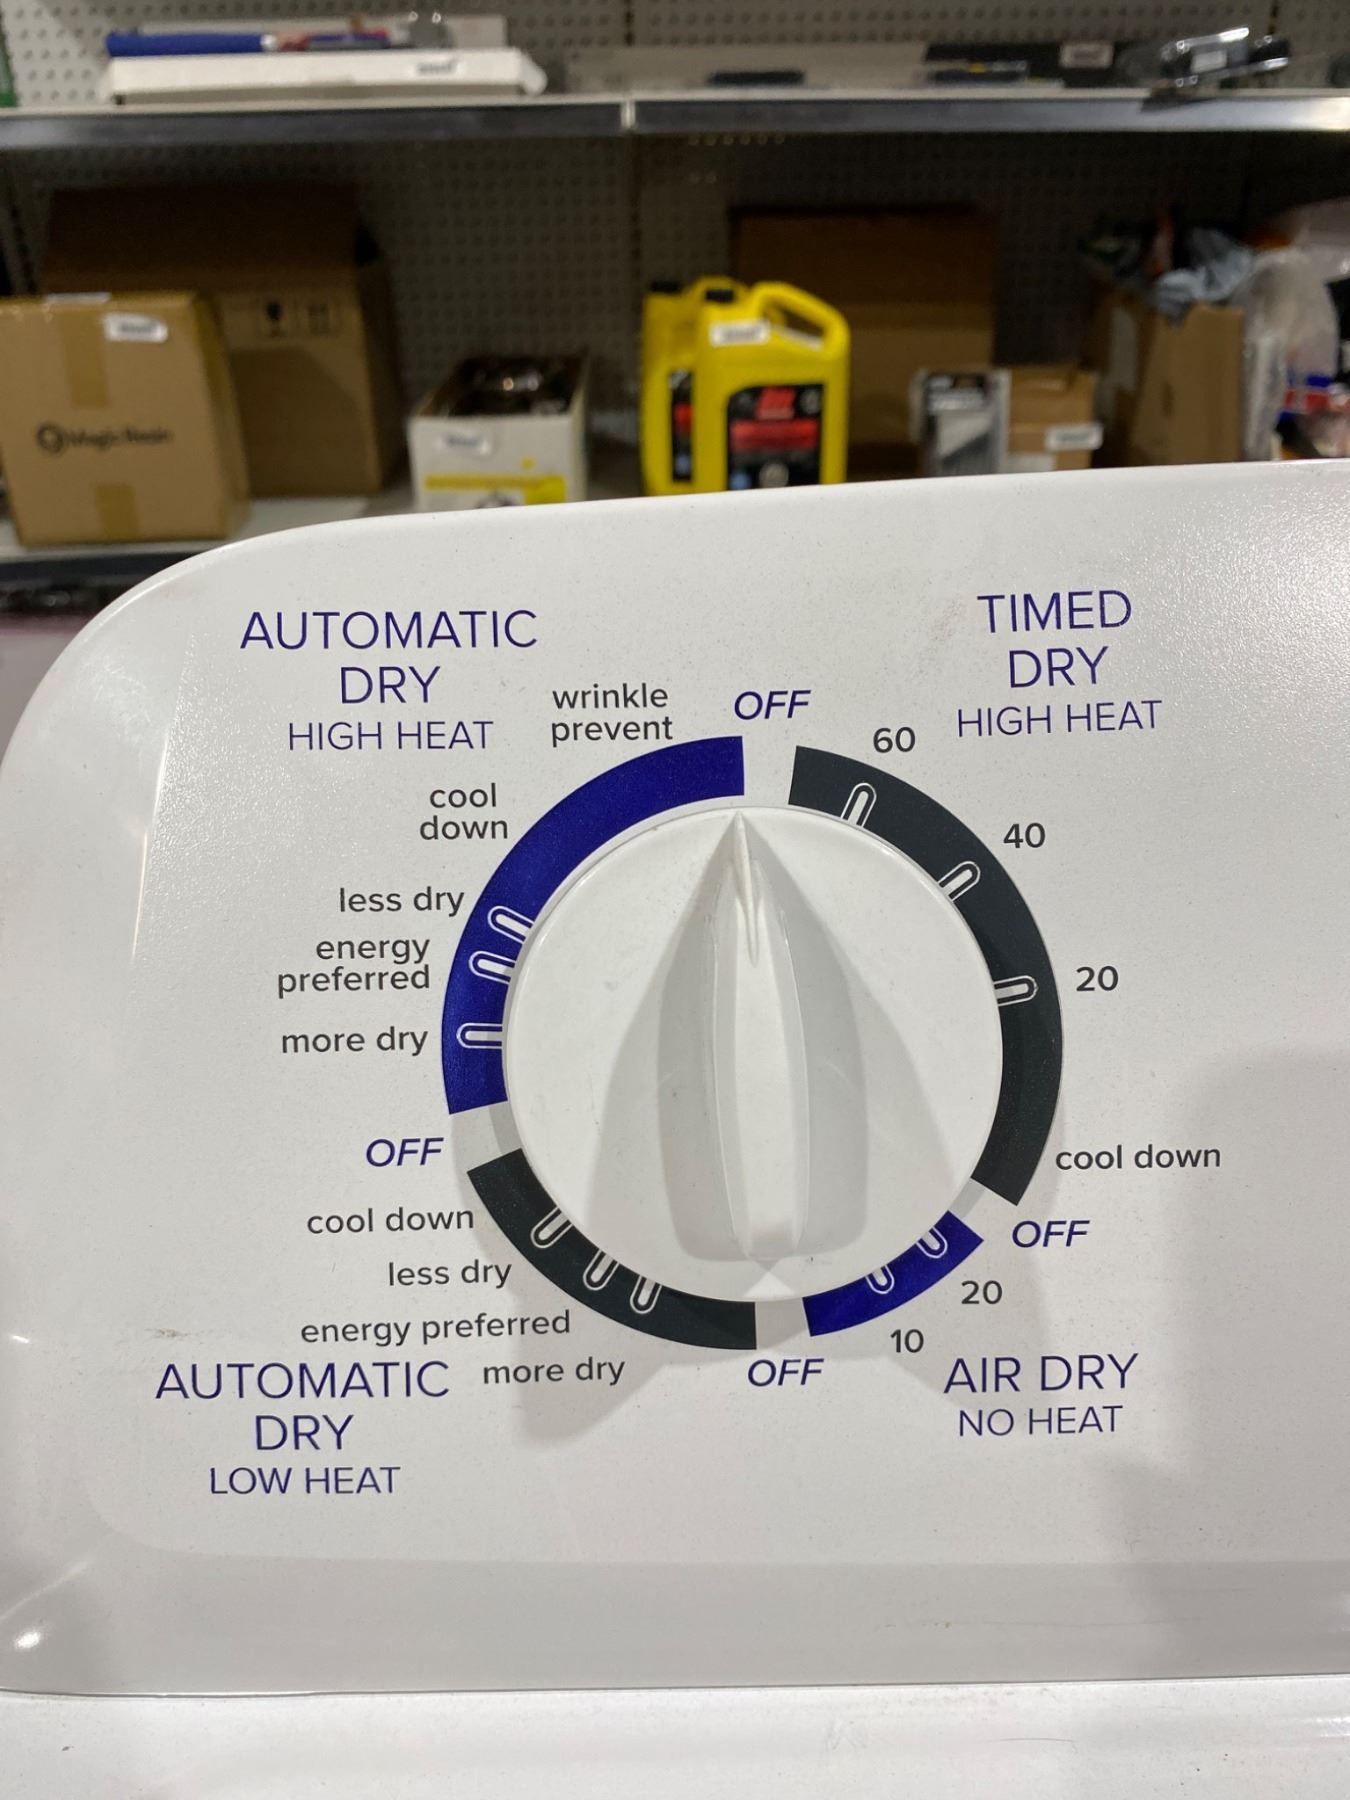 Magic Resin
AUTOMATIC
DRY
HIGH HEAT
wrinkle
prevent
OFF
TIMED
DRY
HIGH HEAT
60
cool
down
40
less dry
energy
preferred
20
more dry
OFF
cool down
cool down
OFF
less dry
20
energy preferred
10
AUTOMATIC
DRY
LOW HEAT
more dry
OFF
AIR DRY
NO HEAT